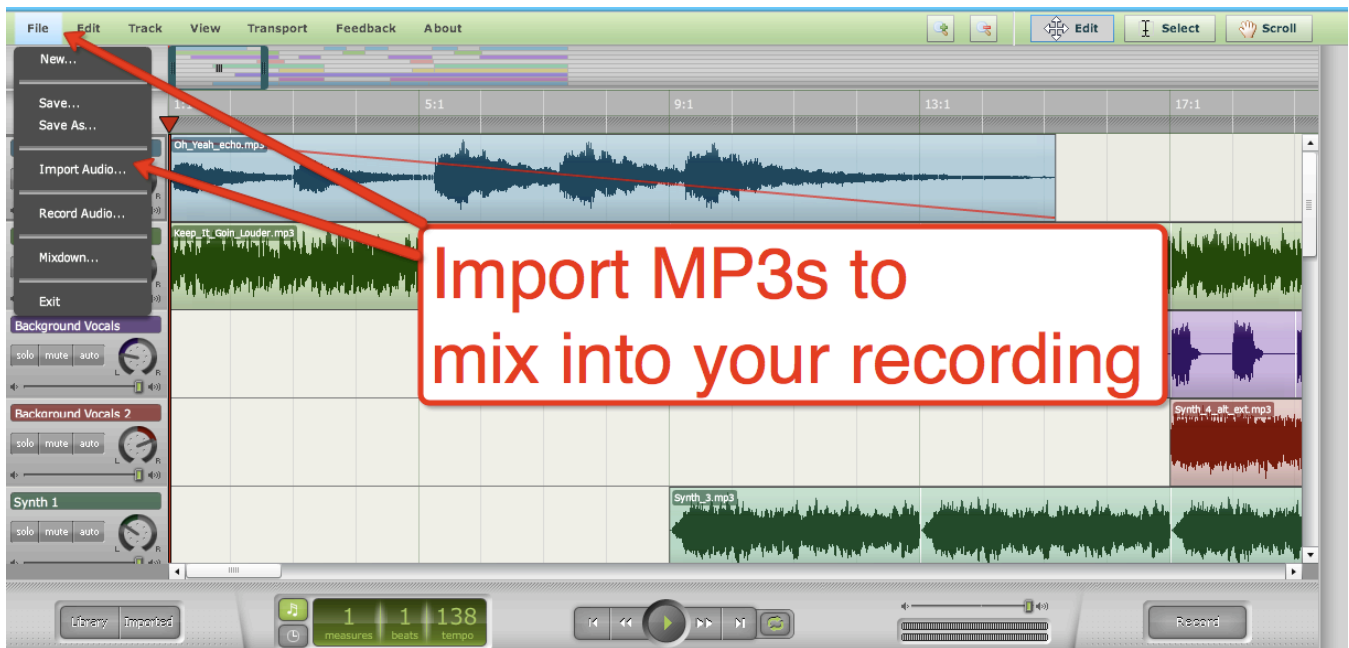 File Edit Track View Transport Feedback About
Edit Select Scroll
New...
Save...
Save As...
Import Audio...
Record Audio...
Mixdown...
Exit
1:1 5:1 9:1 13:1 17:1
Oh_Yeah_echo.mp3
Keep_It_Goin_Louder.mp3
Import MP3s to
mix into your recording
R
R
Background Vocals
solo mute auto
L R
Background Vocals 2
solo mute auto
L R
Synth_4_alt_ext.mp3
Synth 1
solo mute auto
L R
Synth_3.mp3
Library Imported
1 1 138
measures beats tempo
Record